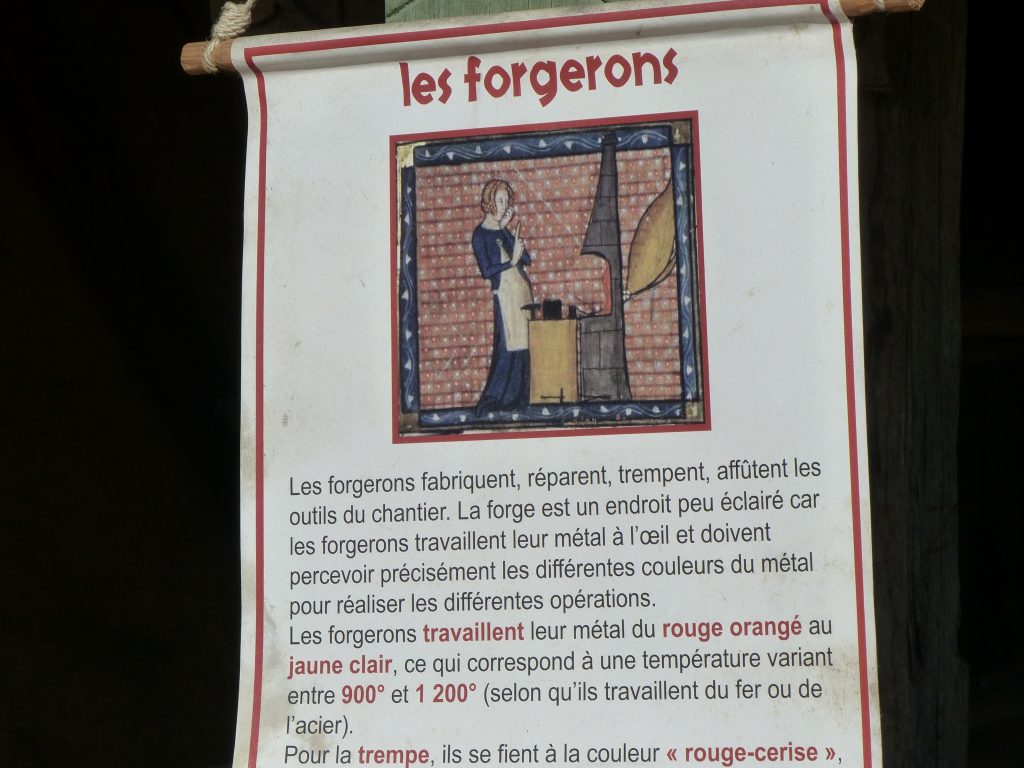 les forgerons
Les forgerons fabriquent, réparent, trempent, affûtent les
outils du chantier. La forge est un endroit peu éclairé car
les forgerons travaillent leur métal à l'œil et doivent
percevoir précisément les différentes couleurs du métal
pour réaliser les différentes opérations.
Les forgerons travaillent leur métal du rouge orangé au
jaune clair, ce qui correspond à une température variant
entre 900° et 1 200° (selon qu'ils travaillent du fer ou de
l'acier).
Pour la trempe, ils se fient à la couleur « rouge-cerise »,